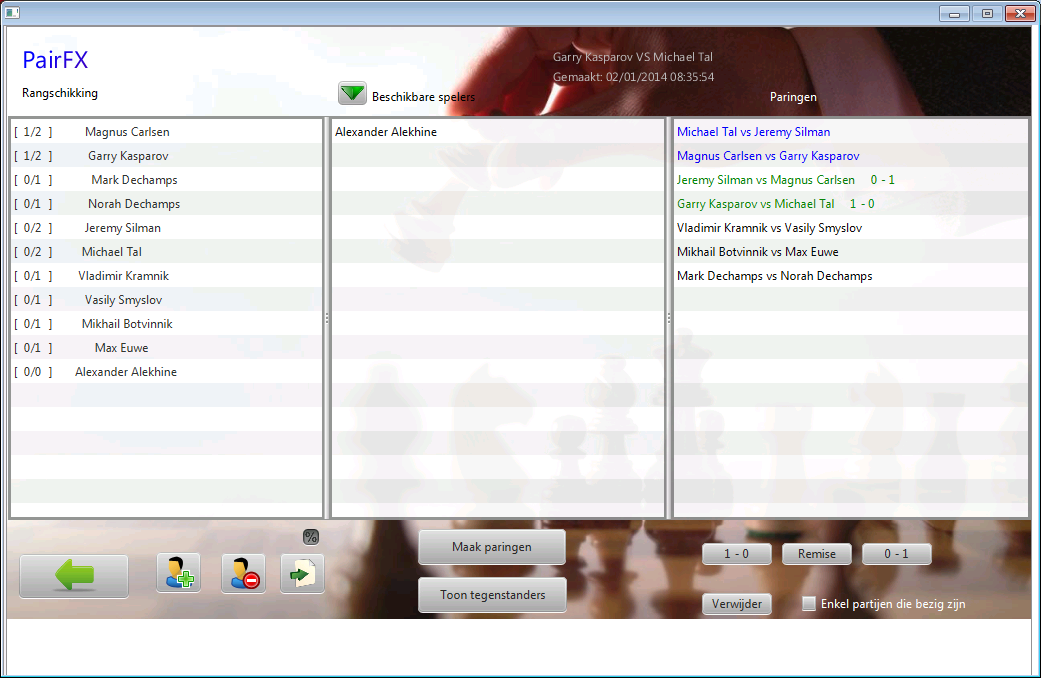 PairFX
Garry Kasparov VS Michael Tal
Gemaakt: 02/01/2014 08:35:54
Rangschikking
Beschikbare spelers
Paringen
[ 1/2 ] Magnus Carlsen
[ 1/2 ] Garry Kasparov
[ 0/1 ] Mark Dechamps
[ 0/1 ] Norah Dechamps
[ 0/2 ] Jeremy Silman
[ 0/2 ] Michael Tal
[ 0/1 ] Vladimir Kramnik
[ 0/1 ] Vasily Smyslov
[ 0/1 ] Mikhail Botvinnik
[ 0/1 ] Max Euwe
[ 0/0 ] Alexander Alekhine
Alexander Alekhine
Michael Tal vs Jeremy Silman
Magnus Carlsen vs Garry Kasparov
Jeremy Silman vs Magnus Carlsen 0 - 1
Garry Kasparov vs Michael Tal 1 - 0
Vladimir Kramnik vs Vasily Smyslov
Mikhail Botvinnik vs Max Euwe
Mark Dechamps vs Norah Dechamps
%
Maak paringen
Toon tegenstanders
1 - 0
Remise
0 - 1
Verwijder
Enkel partijen die bezig zijn